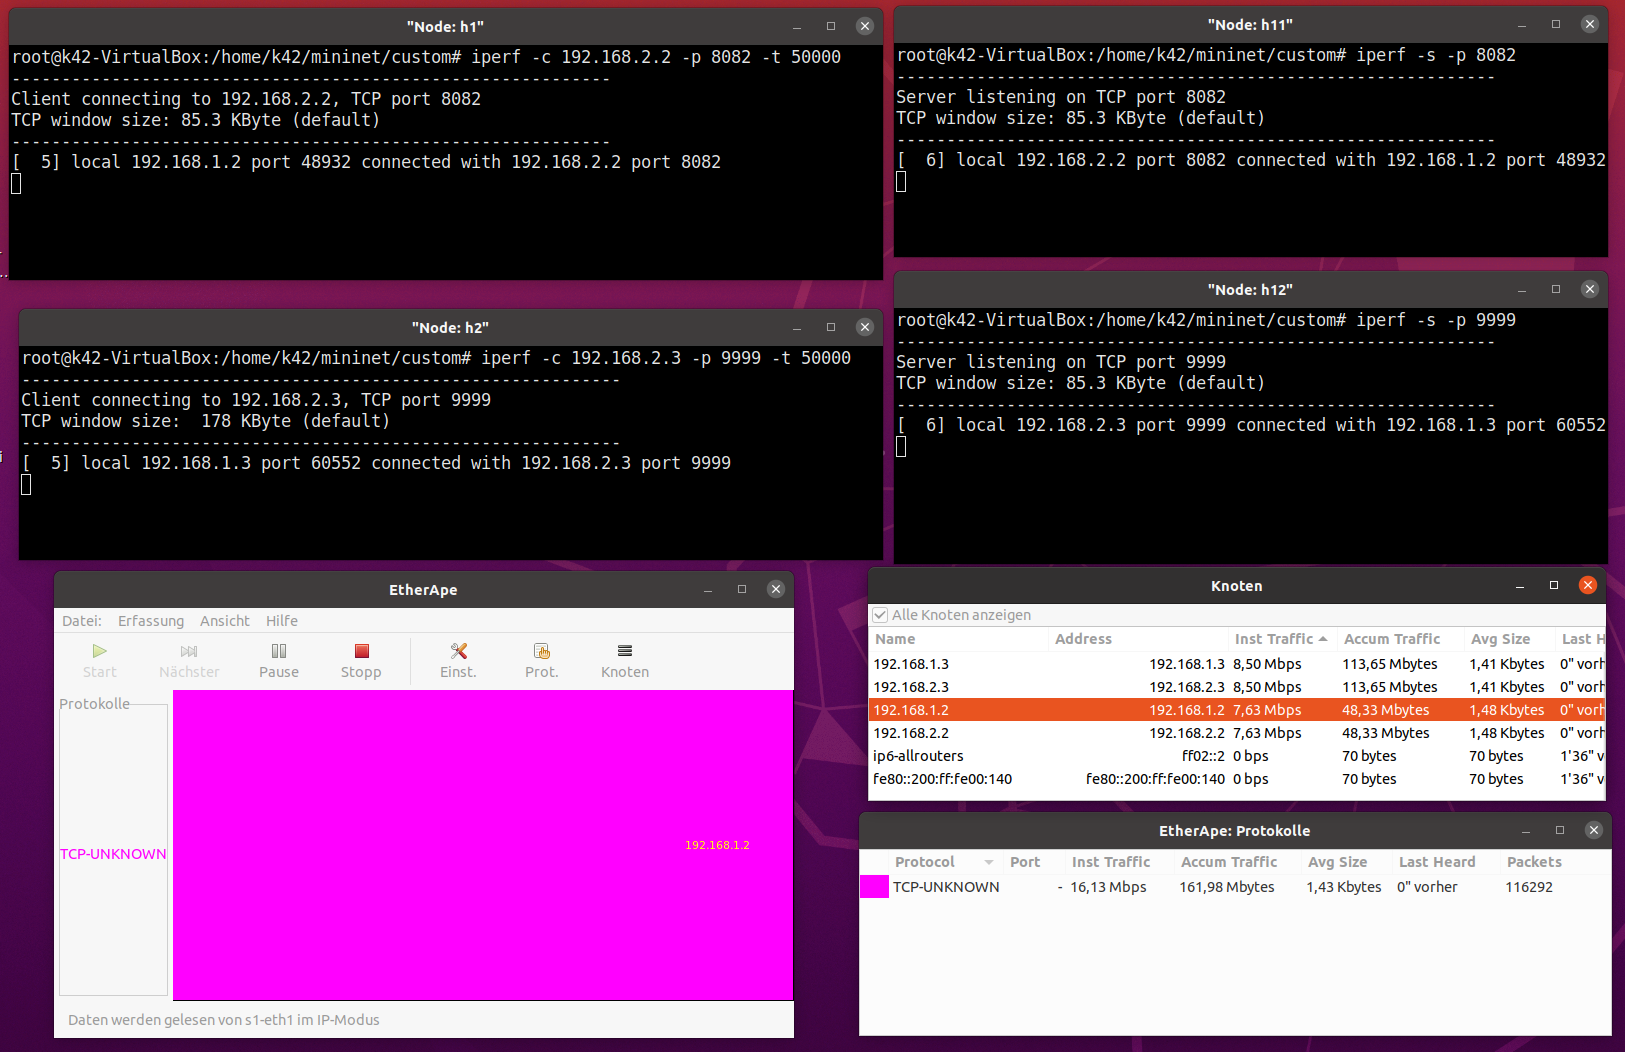 "Node: h1"
root@k42-VirtualBox:/home/k42/mininet/custom# iperf -c 192.168.2.2 -p 8082 -t 50000
------------------------------------------------------------
Client connecting to 192.168.2.2, TCP port 8082
TCP window size: 85.3 KByte (default)
------------------------------------------------------------
[  5] local 192.168.1.2 port 48932 connected with 192.168.2.2 port 8082
"Node: h11"
root@k42-VirtualBox:/home/k42/mininet/custom# iperf -s -p 8082
------------------------------------------------------------
Server listening on TCP port 8082
TCP window size: 85.3 KByte (default)
------------------------------------------------------------
[  6] local 192.168.2.2 port 8082 connected with 192.168.1.2 port 48932
"Node: h2"
root@k42-VirtualBox:/home/k42/mininet/custom# iperf -c 192.168.2.3 -p 9999 -t 50000
------------------------------------------------------------
Client connecting to 192.168.2.3, TCP port 9999
TCP window size:  178 KByte (default)
------------------------------------------------------------
[  5] local 192.168.1.3 port 60552 connected with 192.168.2.3 port 9999
"Node: h12"
root@k42-VirtualBox:/home/k42/mininet/custom# iperf -s -p 9999
------------------------------------------------------------
Server listening on TCP port 9999
TCP window size: 85.3 KByte (default)
------------------------------------------------------------
[  6] local 192.168.2.3 port 9999 connected with 192.168.1.3 port 60552
EtherApe
Datei: Erfassung Ansicht Hilfe
Start Nächster Pause Stopp Einst. Prot. Knoten
Protokolle
TCP-UNKNOWN
192.168.1.2
Daten werden gelesen von s1-eth1 im IP-Modus
Knoten
Alle Knoten anzeigen
Name Address Inst Traffic Accum Traffic Avg Size Last H
192.168.1.3 192.168.1.3 8,50 Mbps 113,65 Mbytes 1,41 Kbytes 0" vorh
192.168.2.3 192.168.2.3 8,50 Mbps 113,65 Mbytes 1,41 Kbytes 0" vorh
192.168.1.2 192.168.1.2 7,63 Mbps 48,33 Mbytes 1,48 Kbytes 0" vorh
192.168.2.2 192.168.2.2 7,63 Mbps 48,33 Mbytes 1,48 Kbytes 0" vorh
ip6-allrouters ff02::2 0 bps 70 bytes 70 bytes 1'36" v
fe80::200:ff:fe00:140 fe80::200:ff:fe00:140 0 bps 70 bytes 70 bytes 1'36" v
EtherApe: Protokolle
Protocol Port Inst Traffic Accum Traffic Avg Size Last Heard Packets
TCP-UNKNOWN - 16,13 Mbps 161,98 Mbytes 1,43 Kbytes 0" vorher 116292